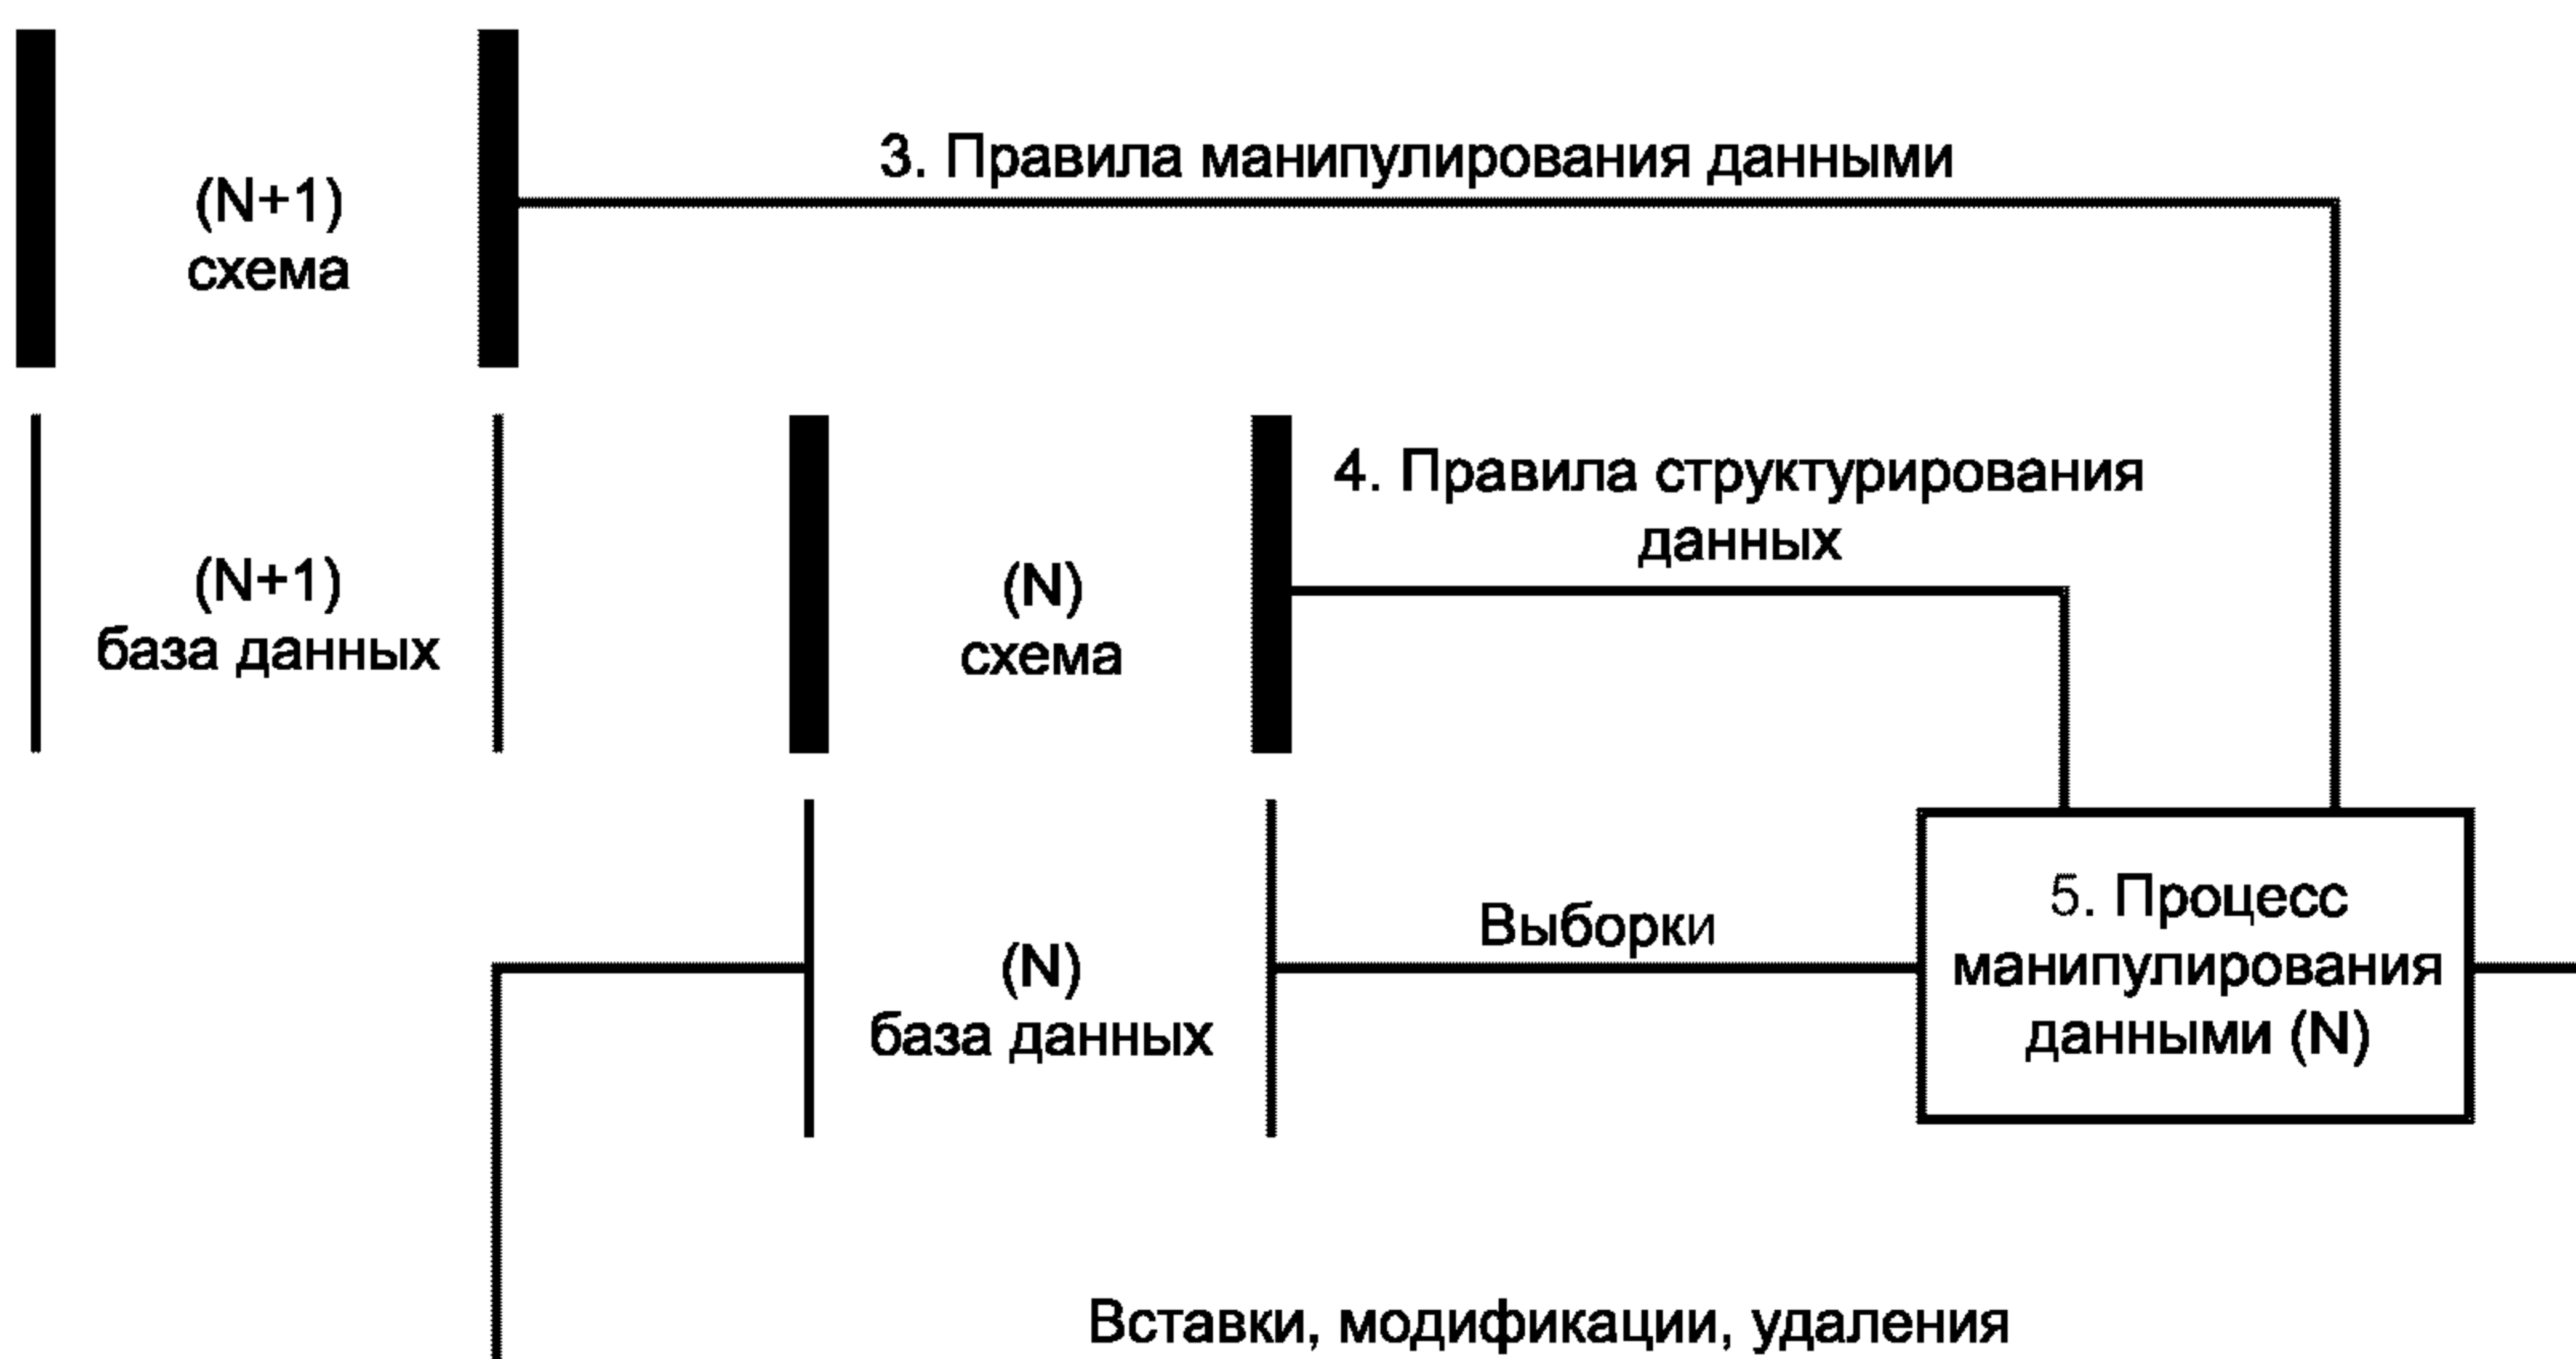 3. Правила манипулирования данными
(N+1)
схема
4. Правила структурирования
данных
(N+1)
база данных
(N)
схема
5. Процесс
манипулирования
данными (N)
Выборки
(N)
база данных
Вставки, модификации, удаления